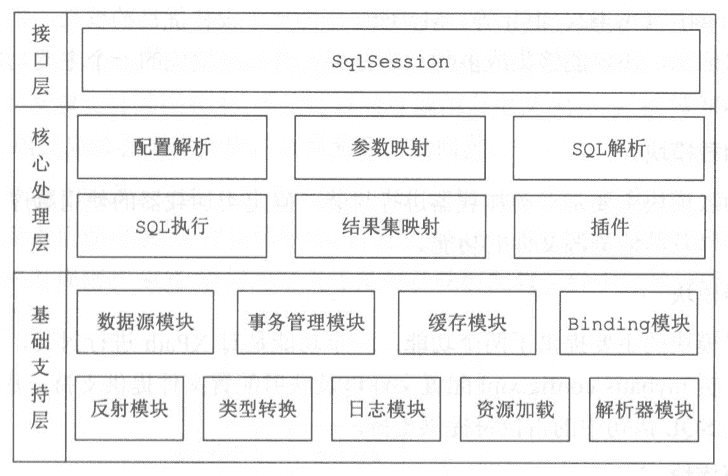 接口层
SqlSession
核心处理层
配置解析 参数映射 SQL解析
SQL执行 结果集映射 插件
基础支持层
数据源模块 事务管理模块 缓存模块 Binding模块
反射模块 类型转换 日志模块 资源加载 解析器模块